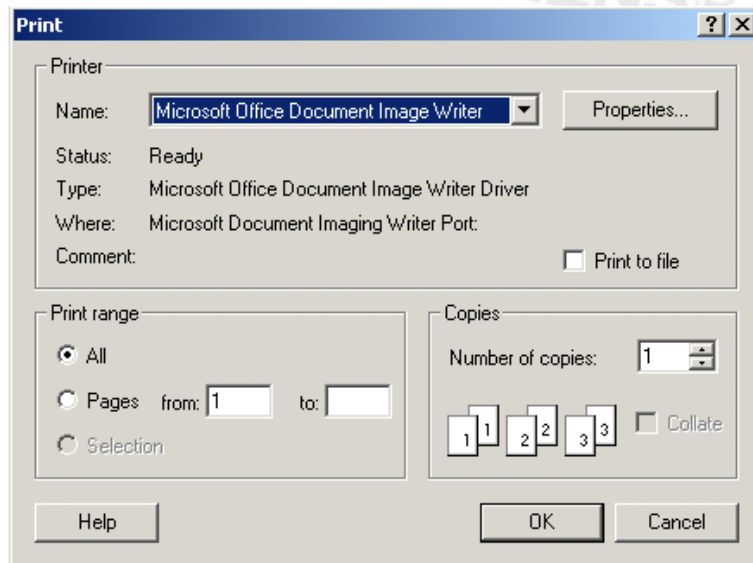 Print
Printer
Name: Microsoft Office Document Image Writer Properties...
Status: Ready
Type: Microsoft Office Document Image Writer Driver
Where: Microsoft Document Imaging Writer Port:
Comment: Print to file
Print range Copies
All Number of copies: 1
Pages from: 1 to:
1 1 2 2 3 3 Collate
Selection
Help OK Cancel